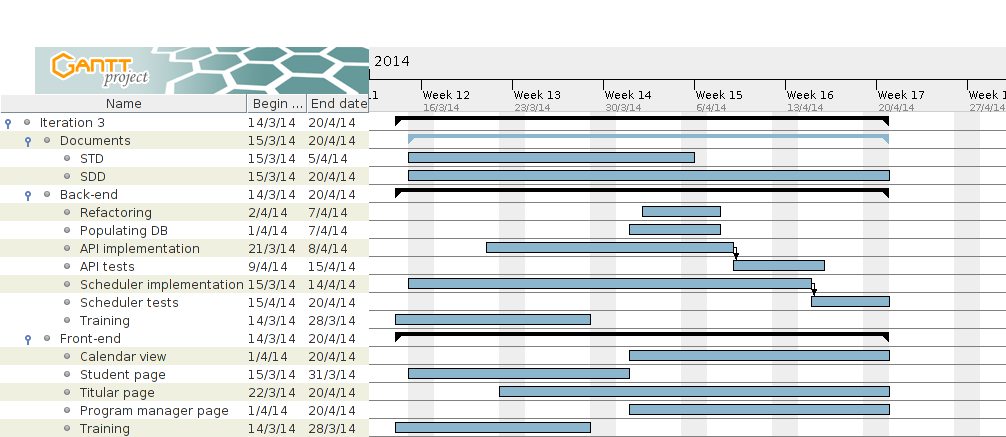 GANTT
project
2014
1 Week 12 Week 13 Week 14 Week 15 Week 16 Week 17 Week 1
16/3/14 23/3/14 30/3/14 6/4/14 13/4/14 20/4/14 27/4/14
Name Begin ... End date
Iteration 3 14/3/14 20/4/14
Documents 15/3/14 20/4/14
STD 15/3/14 5/4/14
SDD 15/3/14 20/4/14
Back-end 14/3/14 20/4/14
Refactoring 2/4/14 7/4/14
Populating DB 1/4/14 7/4/14
API implementation 21/3/14 8/4/14
API tests 9/4/14 15/4/14
Scheduler implementation 15/3/14 14/4/14
Scheduler tests 15/4/14 20/4/14
Training 14/3/14 28/3/14
Front-end 14/3/14 20/4/14
Calendar view 1/4/14 20/4/14
Student page 15/3/14 31/3/14
Titular page 22/3/14 20/4/14
Program manager page 1/4/14 20/4/14
Training 14/3/14 28/3/14